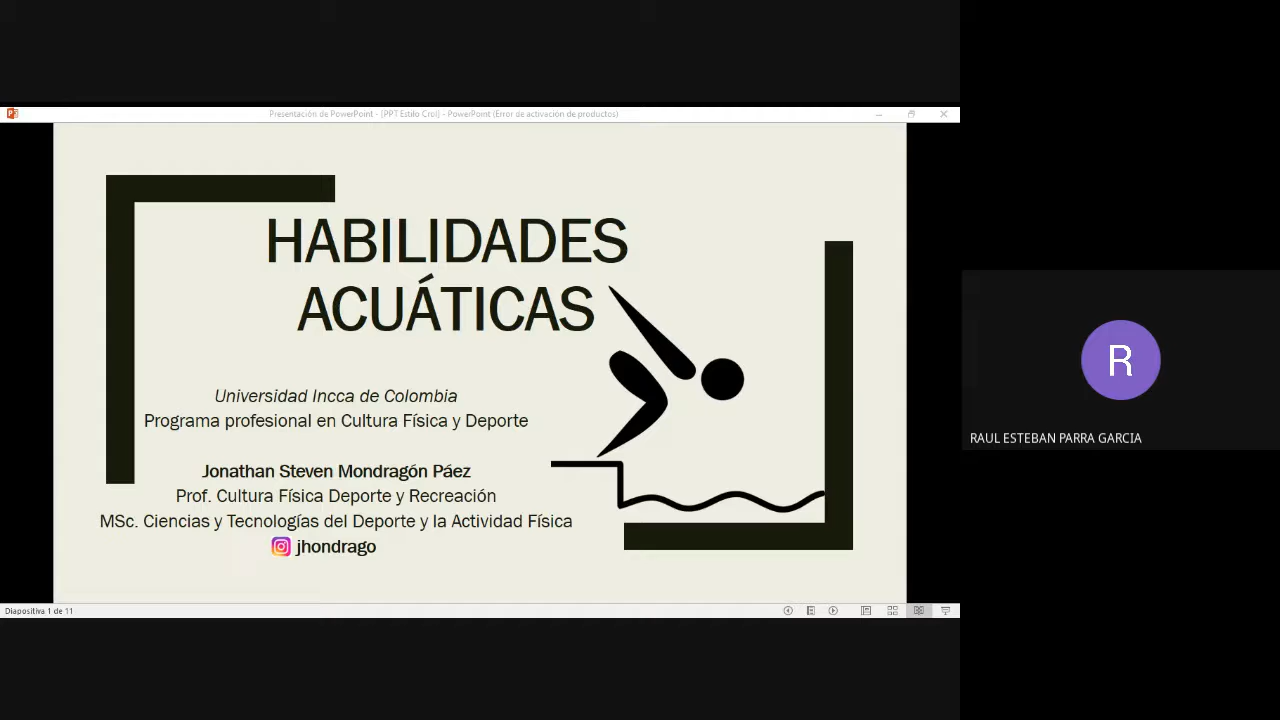 Presentación de PowerPoint - [PPT Estilo Crol] - PowerPoint (Error de activación de productos)
HABILIDADES
ACUÁTICAS
Universidad Incca de Colombia
Programa profesional en Cultura Física y Deporte
Jonathan Steven Mondragón Páez
Prof. Cultura Física Deporte y Recreación
MSc. Ciencias y Tecnologías del Deporte y la Actividad Física
jhondrago
Diapositiva 1 de 11
R
RAUL ESTEBAN PARRA GARCIA